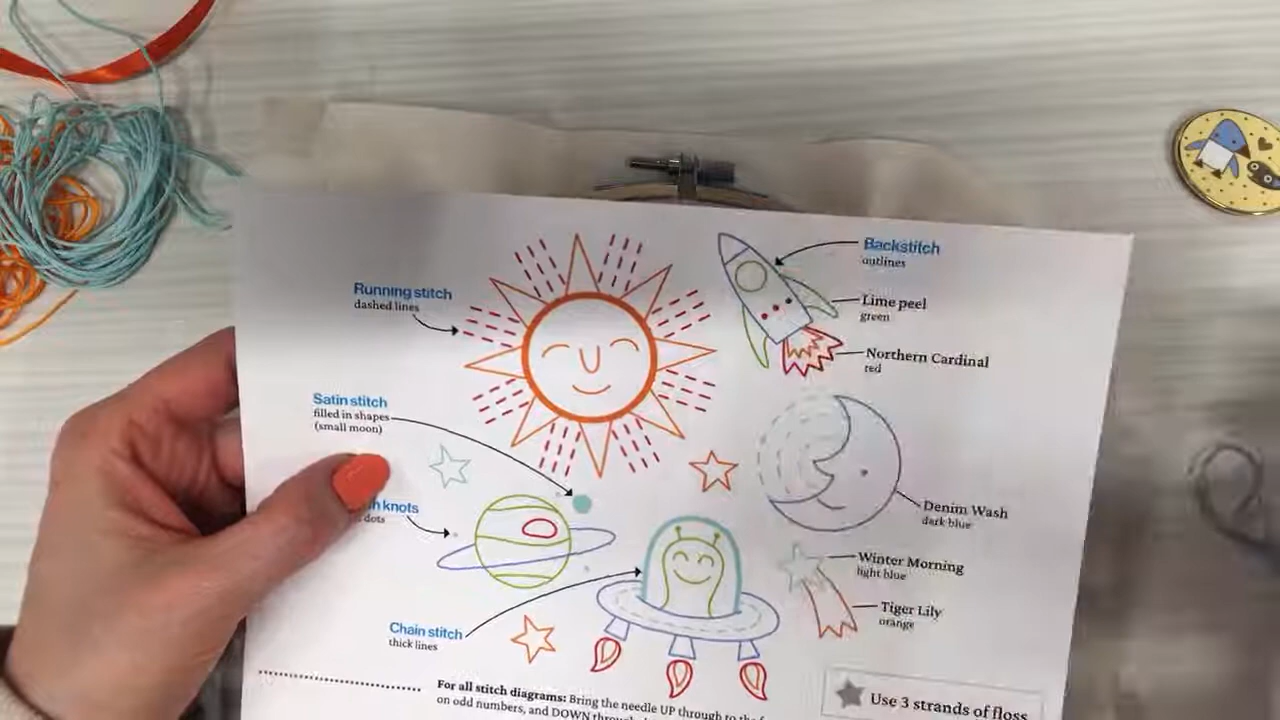 Backstitch
outlines
Running stitch
dashed lines
Lime peel
green
Northern Cardinal
red
Satin stitch
filled in shapes
(small moon)
knots
dots
Denim Wash
dark blue
Winter Morning
light blue
Tiger Lily
orange
Chain stitch
thick lines
For all stitch diagrams: Bring the needle UP through to the
on odd numbers, and DOWN through
Use 3 strands of floss